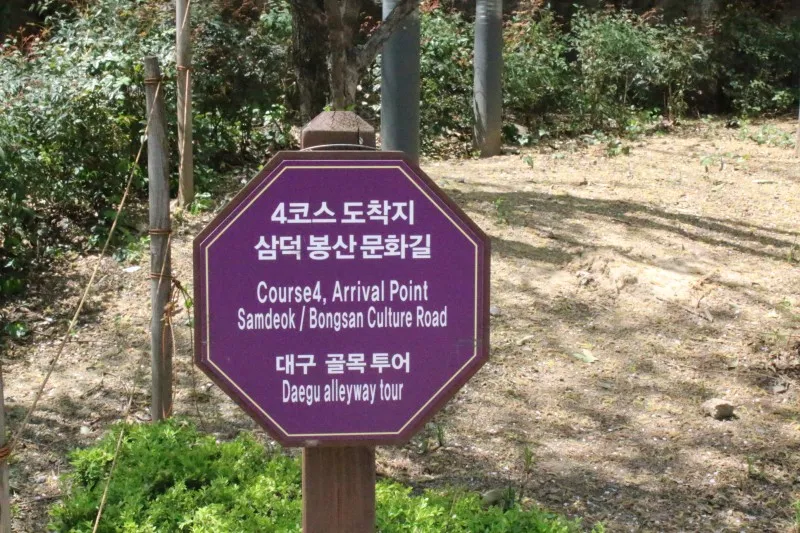 4코스 도착지
삼덕 봉산 문화길
Course4, Arrival Point
Samdeok / Bongsan Culture Road
대구 골목 투어
Daegu alleyway tour